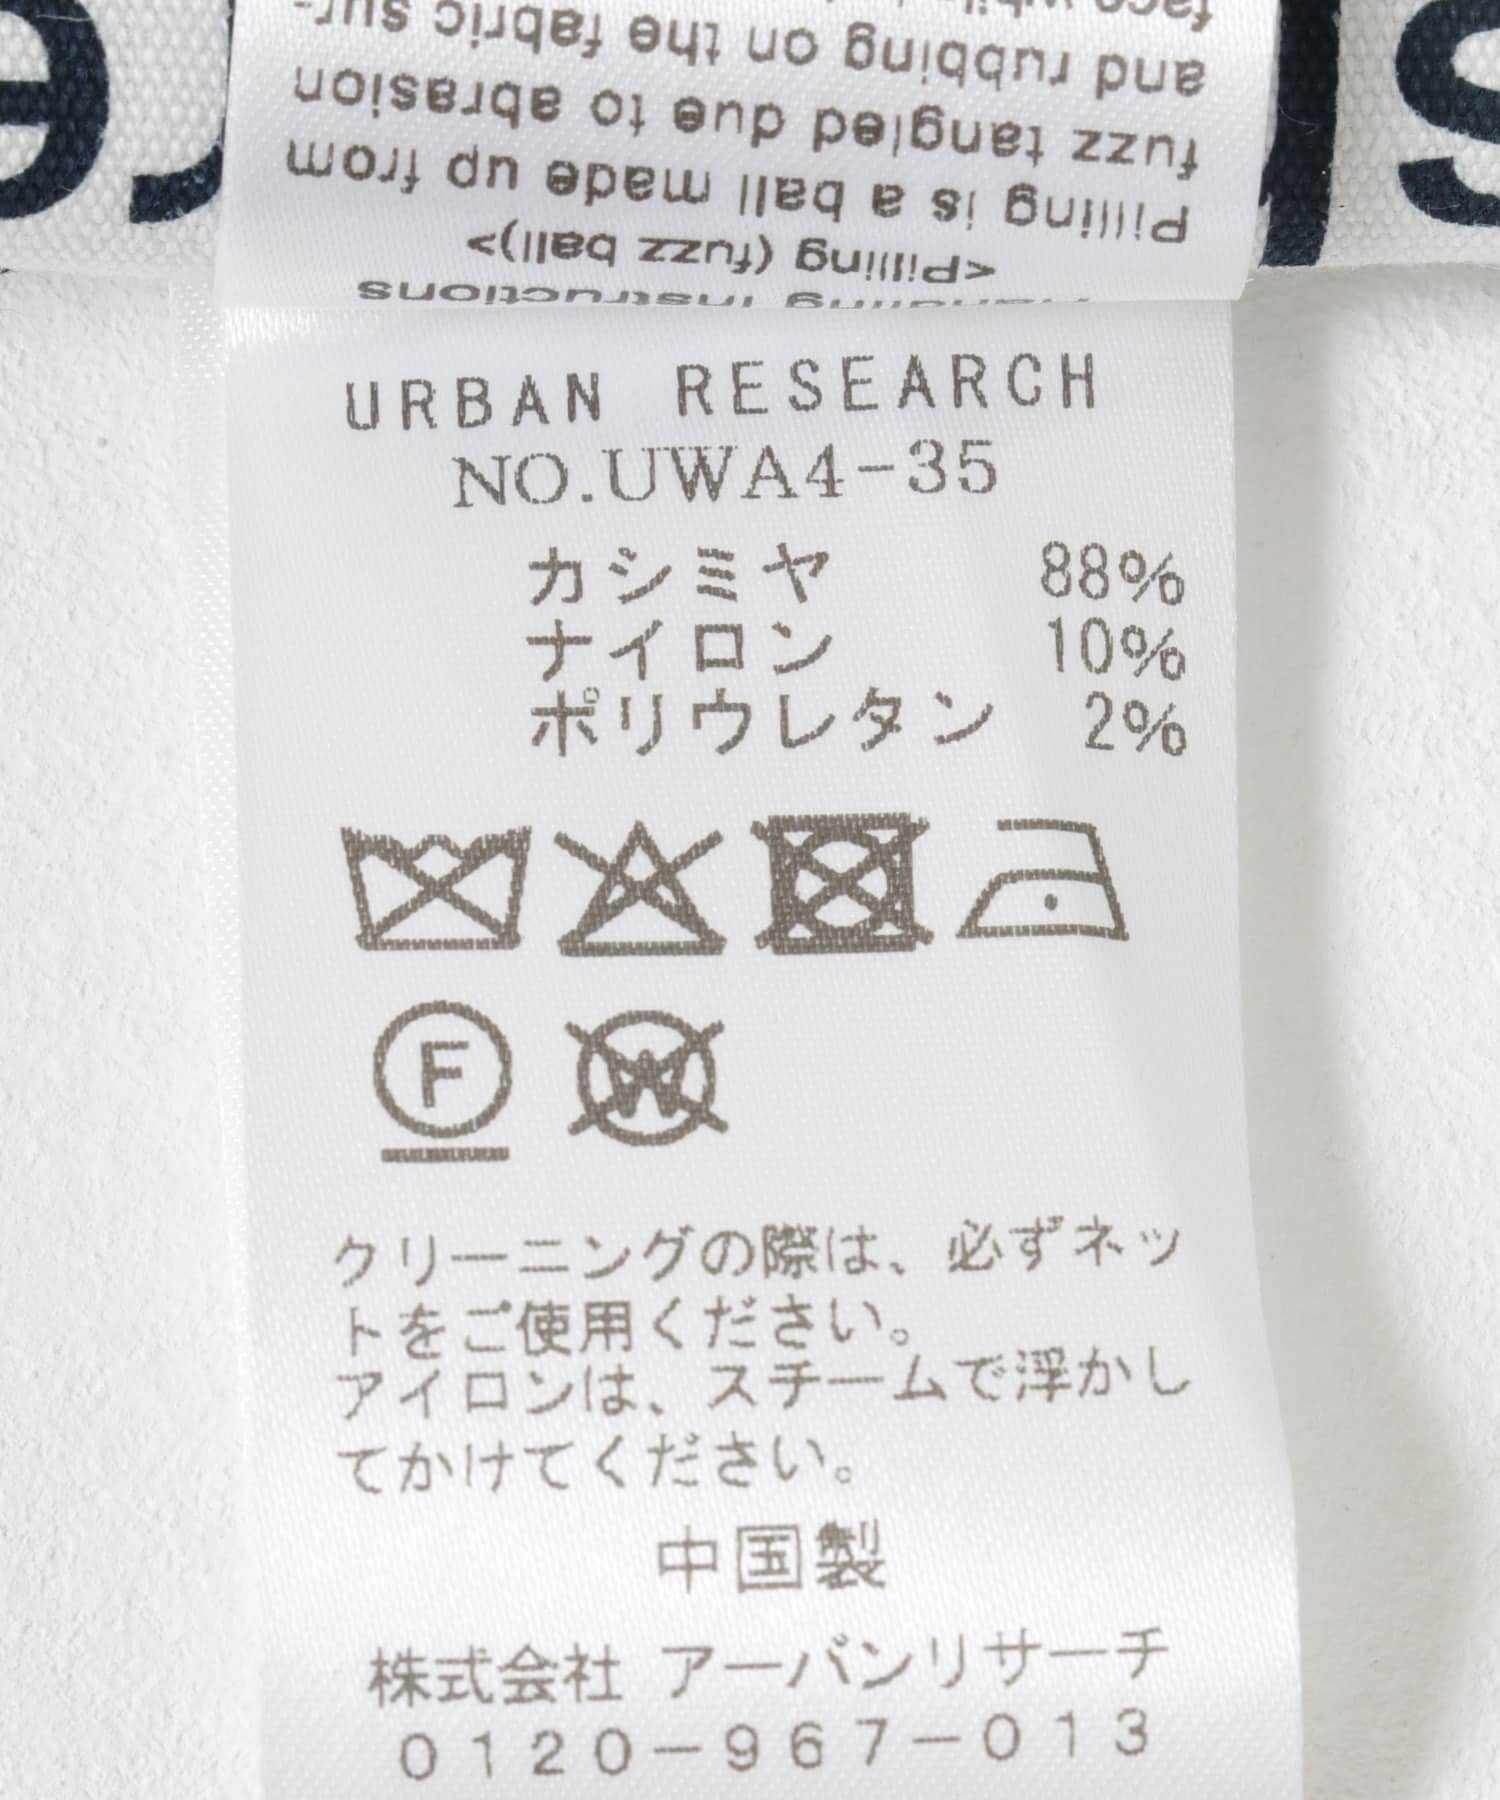 face while
and rubbing on the fabric sur-
fuzz tangled due to abrasion
Pilling is a ball made up from
<Pilling (fuzz ball)>
Handling instructions
URBAN RESEARCH
NO.UWA4-35
カシミヤ 88%
ナイロン 10%
ポリウレタン 2%
F
W
クリーニングの際は、必ずネッ
トをご使用ください。
アイロンは、スチームで浮かし
てかけてください。
中国製
株式会社 アーバンリサーチ
0120-967-013